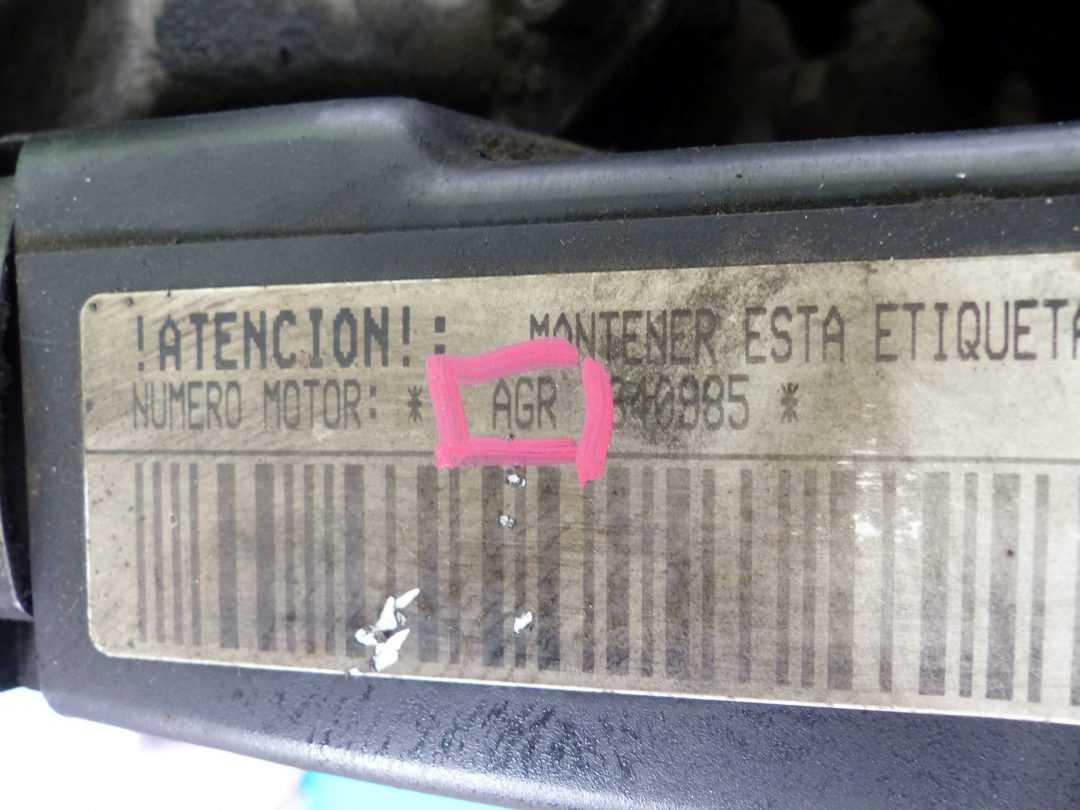 !ATENCION!: MANTENER ESTA ETIQUETA
NUMERO MOTOR: * AGR 340985 *